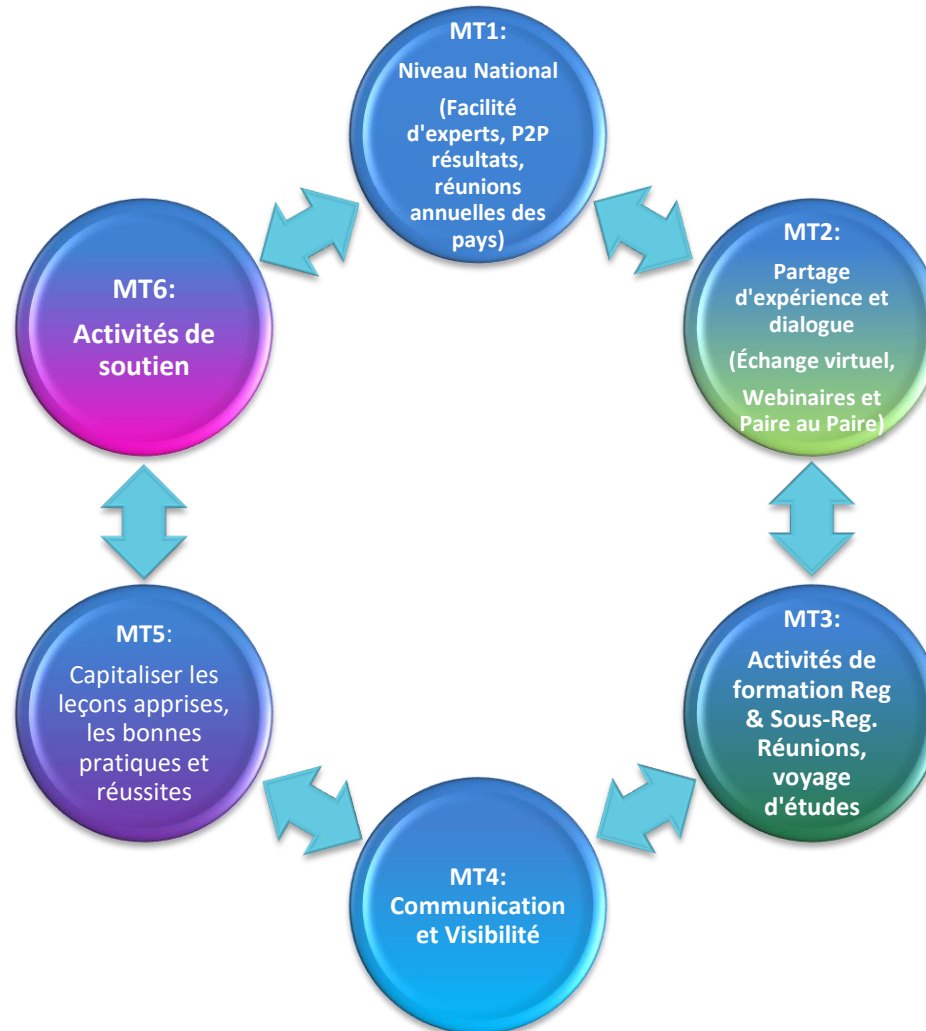 MT1:
Niveau National
(Facilité
d'experts, P2P
résultats,
réunions
annuelles des
pays)
MT2:
Partage
d'expérience et
dialogue
(Échange virtuel,
Webinaires et
Paire au Paire)
MT3:
Activités de
formation Reg
& Sous-Reg.
Réunions,
voyage
d'études
MT4:
Communication
et Visibilité
MT5:
Capitaliser les
leçons apprises,
les bonnes
pratiques et
réussites
MT6:
Activités de
soutien